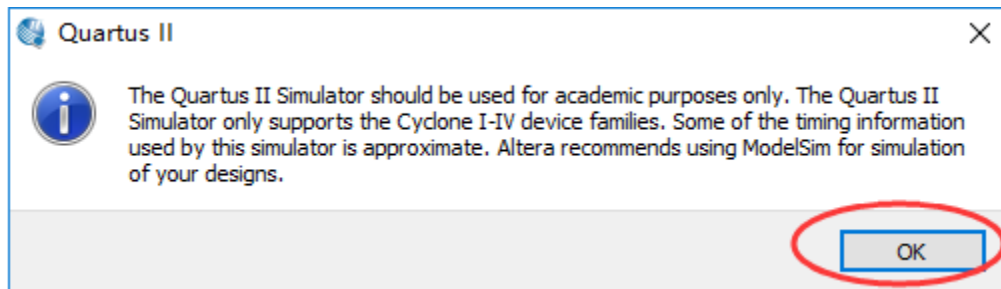 Quartus II
The Quartus II Simulator should be used for academic purposes only. The Quartus II
Simulator only supports the Cyclone I-IV device families. Some of the timing information
used by this simulator is approximate. Altera recommends using ModelSim for simulation
of your designs.
OK